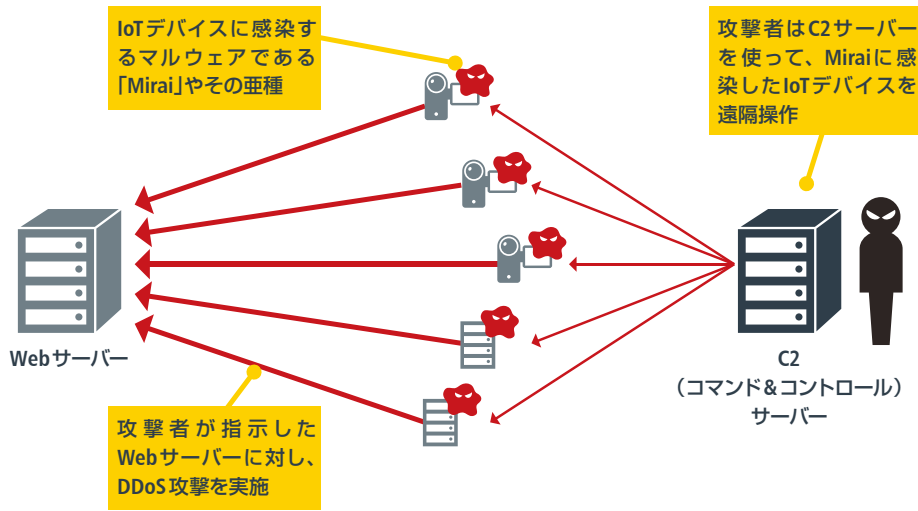 IoTデバイスに感染す
るマルウェアである
「Mirai」やその亜種
攻撃者はC2サーバー
を使って、Miraiに感
染したIoTデバイスを
遠隔操作
Webサーバー
C2
（コマンド&コントロール）
サーバー
攻撃者が指示した
Webサーバーに対し、
DDoS攻撃を実施